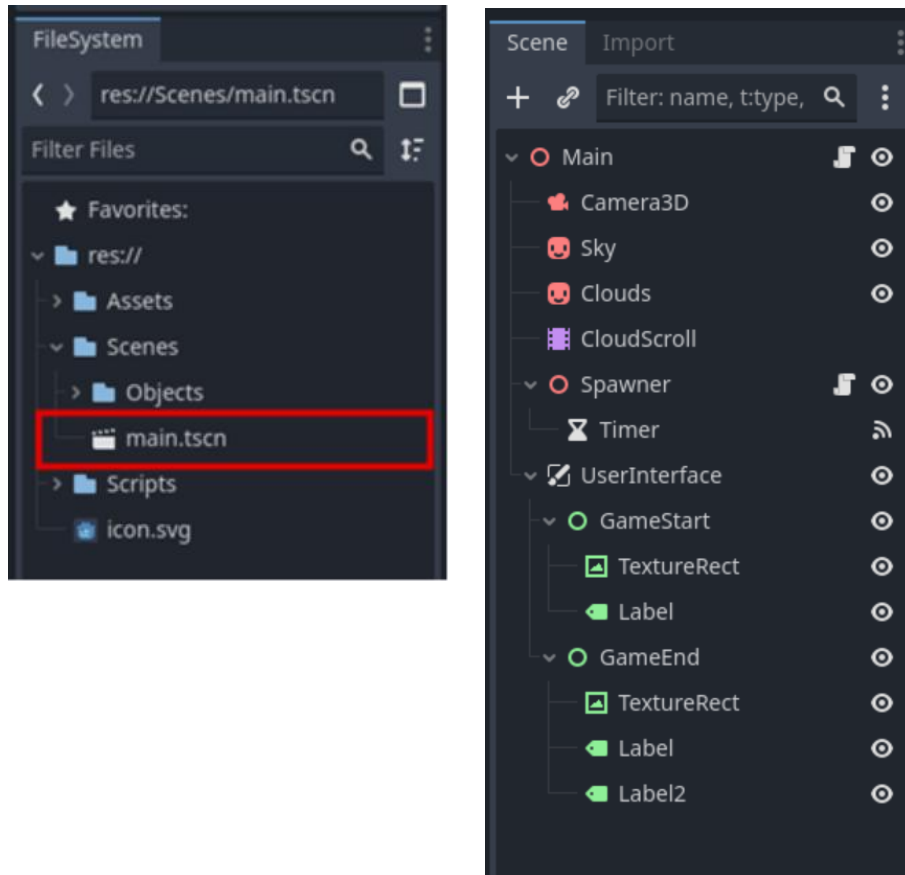 FileSystem
res://Scenes/main.tscn
Filter Files
Favorites:
res://
Assets
Scenes
Objects
main.tscn
Scripts
icon.svg
Scene Import
Filter: name, t:type,
Main
Camera3D
Sky
Clouds
CloudScroll
Spawner
Timer
UserInterface
GameStart
TextureRect
Label
GameEnd
TextureRect
Label
Label2